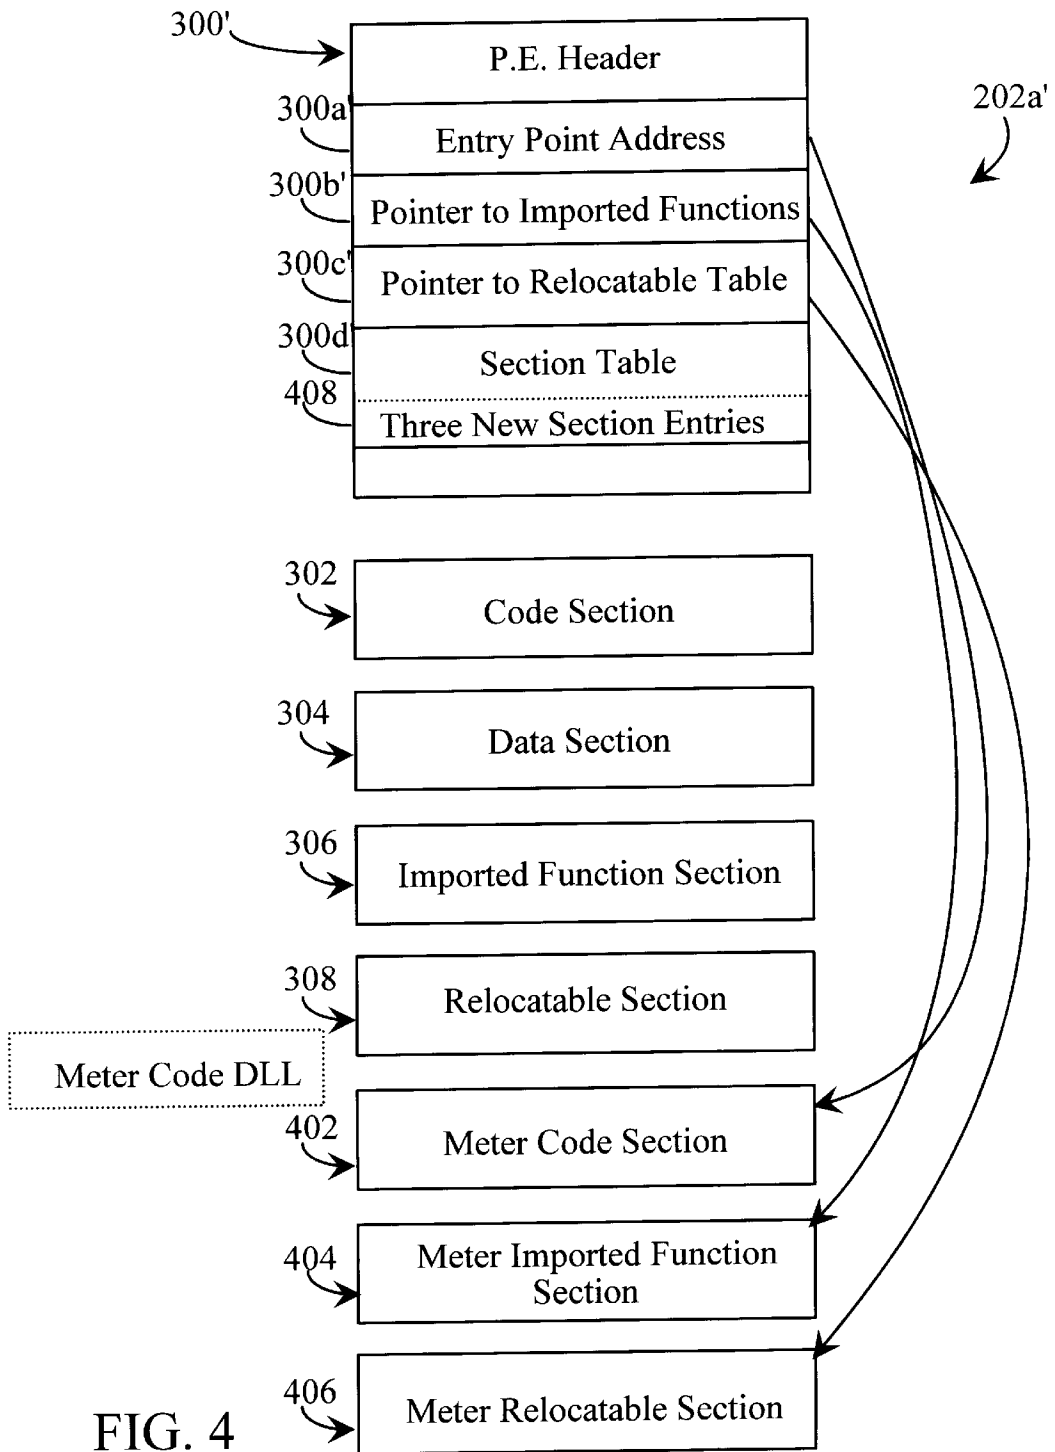 300'
P.E. Header
202a'
300a'
Entry Point Address
300b'
Pointer to Imported Functions
300c'
Pointer to Relocatable Table
300d'
Section Table
408
Three New Section Entries
302
Code Section
304
Data Section
306
Imported Function Section
308
Relocatable Section
Meter Code DLL
402
Meter Code Section
404
Meter Imported Function
Section
406
Meter Relocatable Section
FIG. 4